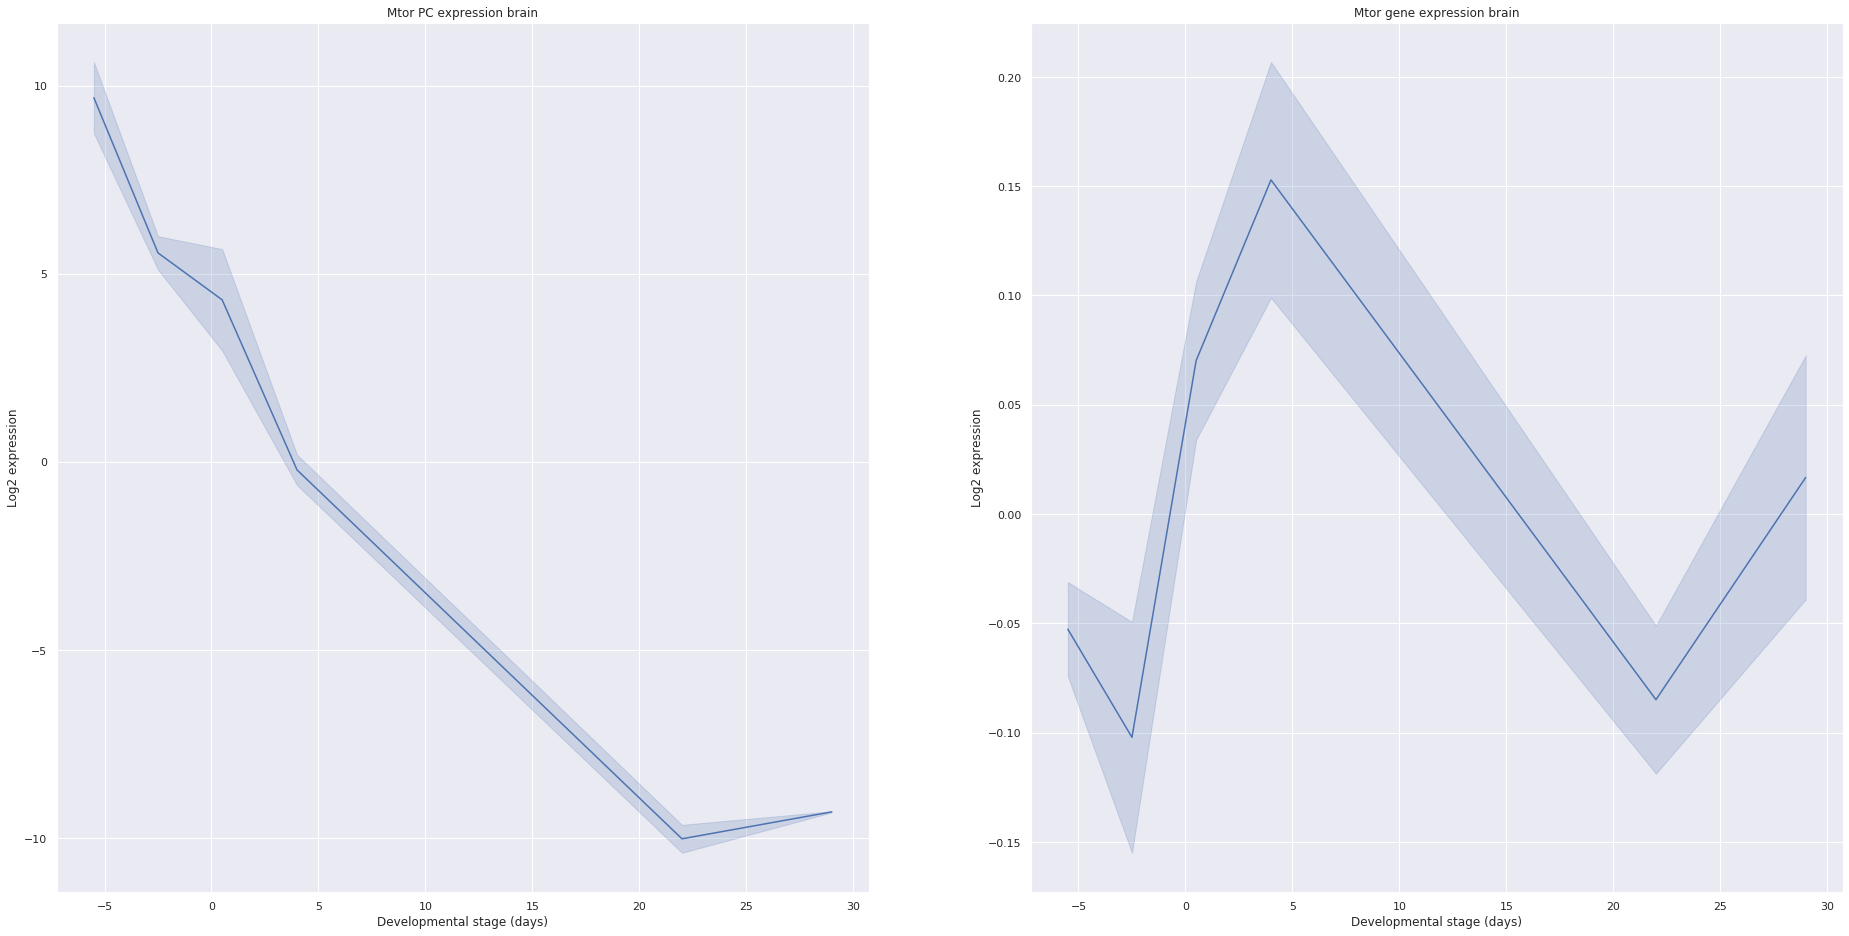 Mtor PC expression brain
Log2 expression
10
5
0
−5
−10
−5 0 5 10 15 20 25 30
Developmental stage (days)
Mtor gene expression brain
Log2 expression
0.20
0.15
0.10
0.05
0.00
−0.05
−0.10
−0.15
−5 0 5 10 15 20 25 30
Developmental stage (days)